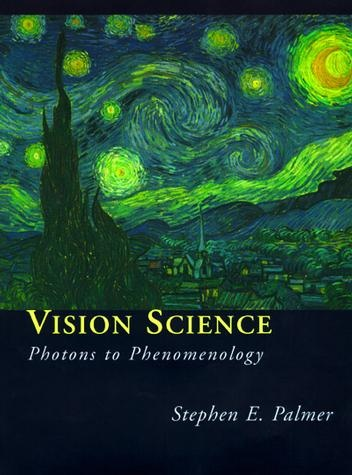 VISION SCIENCE
Photons to Phenomenology
Stephen E. Palmer